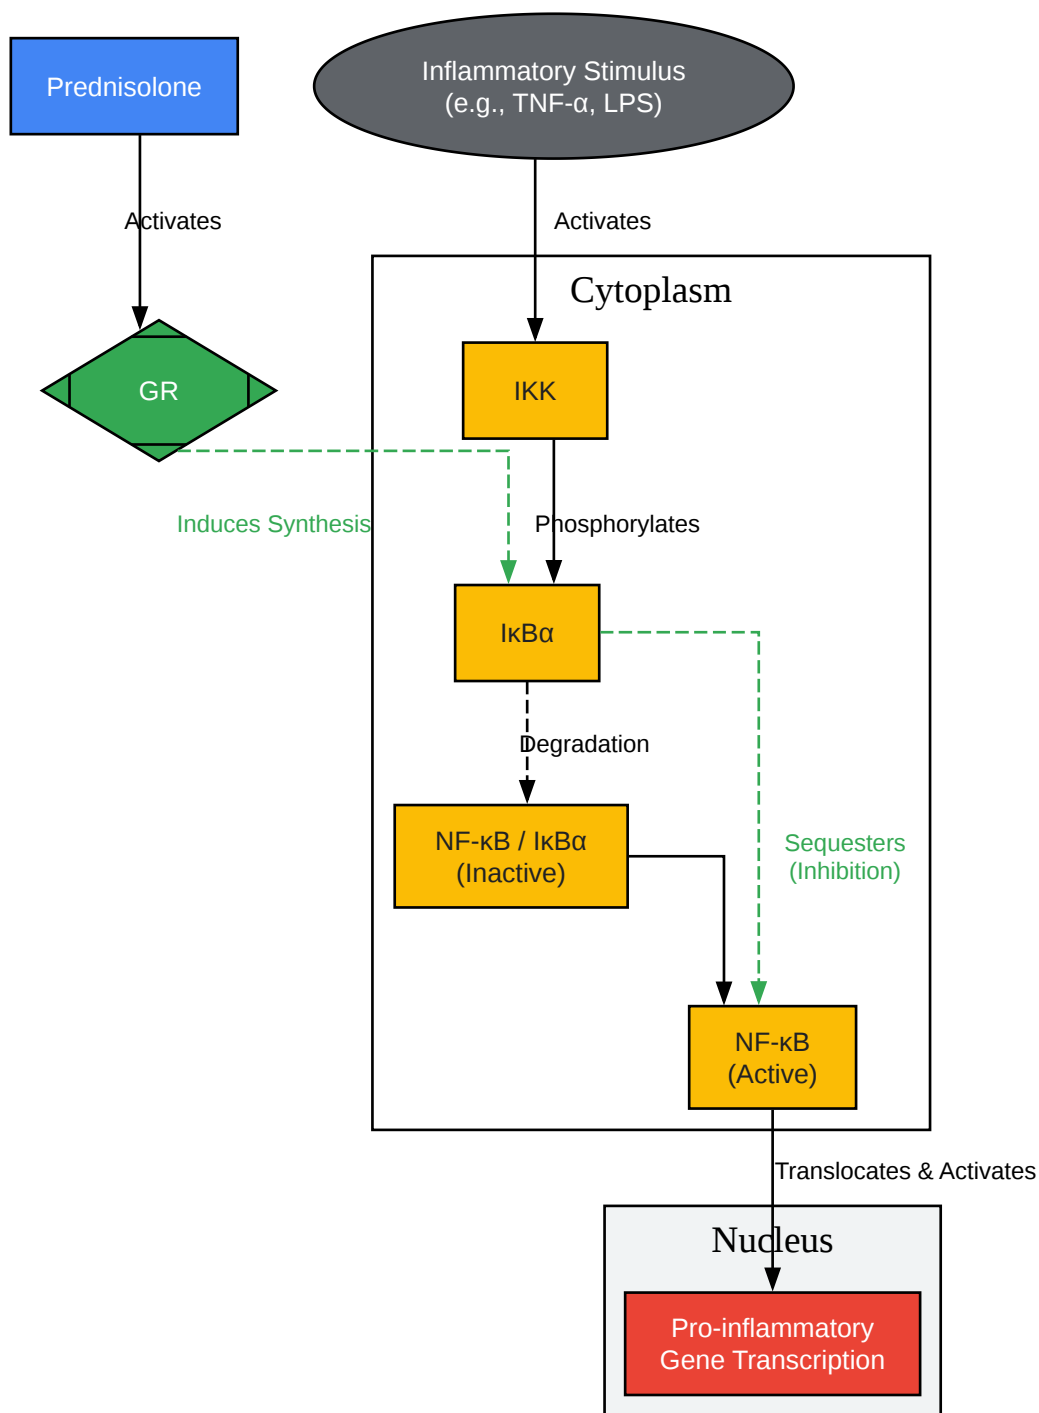 Prednisolone
Inflammatory Stimulus
(e.g., TNF-α, LPS)
Activates
Activates
Cytoplasm
GR
IKK
Induces Synthesis
Phosphorylates
IκBα
Degradation
NF-κB / IκBα
(Inactive)
Sequesters
(Inhibition)
NF-κB
(Active)
Translocates & Activates
Nucleus
Pro-inflammatory
Gene Transcription